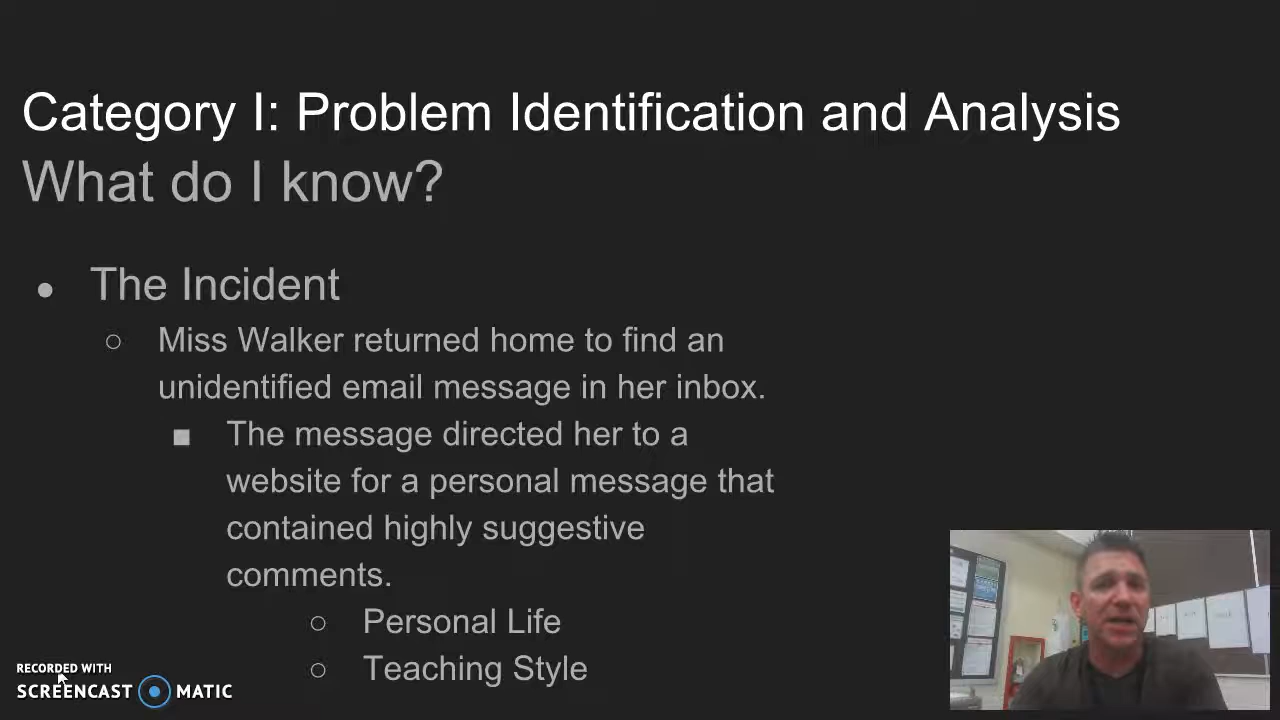 Category I: Problem Identification and Analysis
What do I know?
● The Incident
○ Miss Walker returned home to find an
unidentified email message in her inbox.
■ The message directed her to a
website for a personal message that
contained highly suggestive
comments.
○ Personal Life
○ Teaching Style
RECORDED WITH
SCREENCAST MATIC